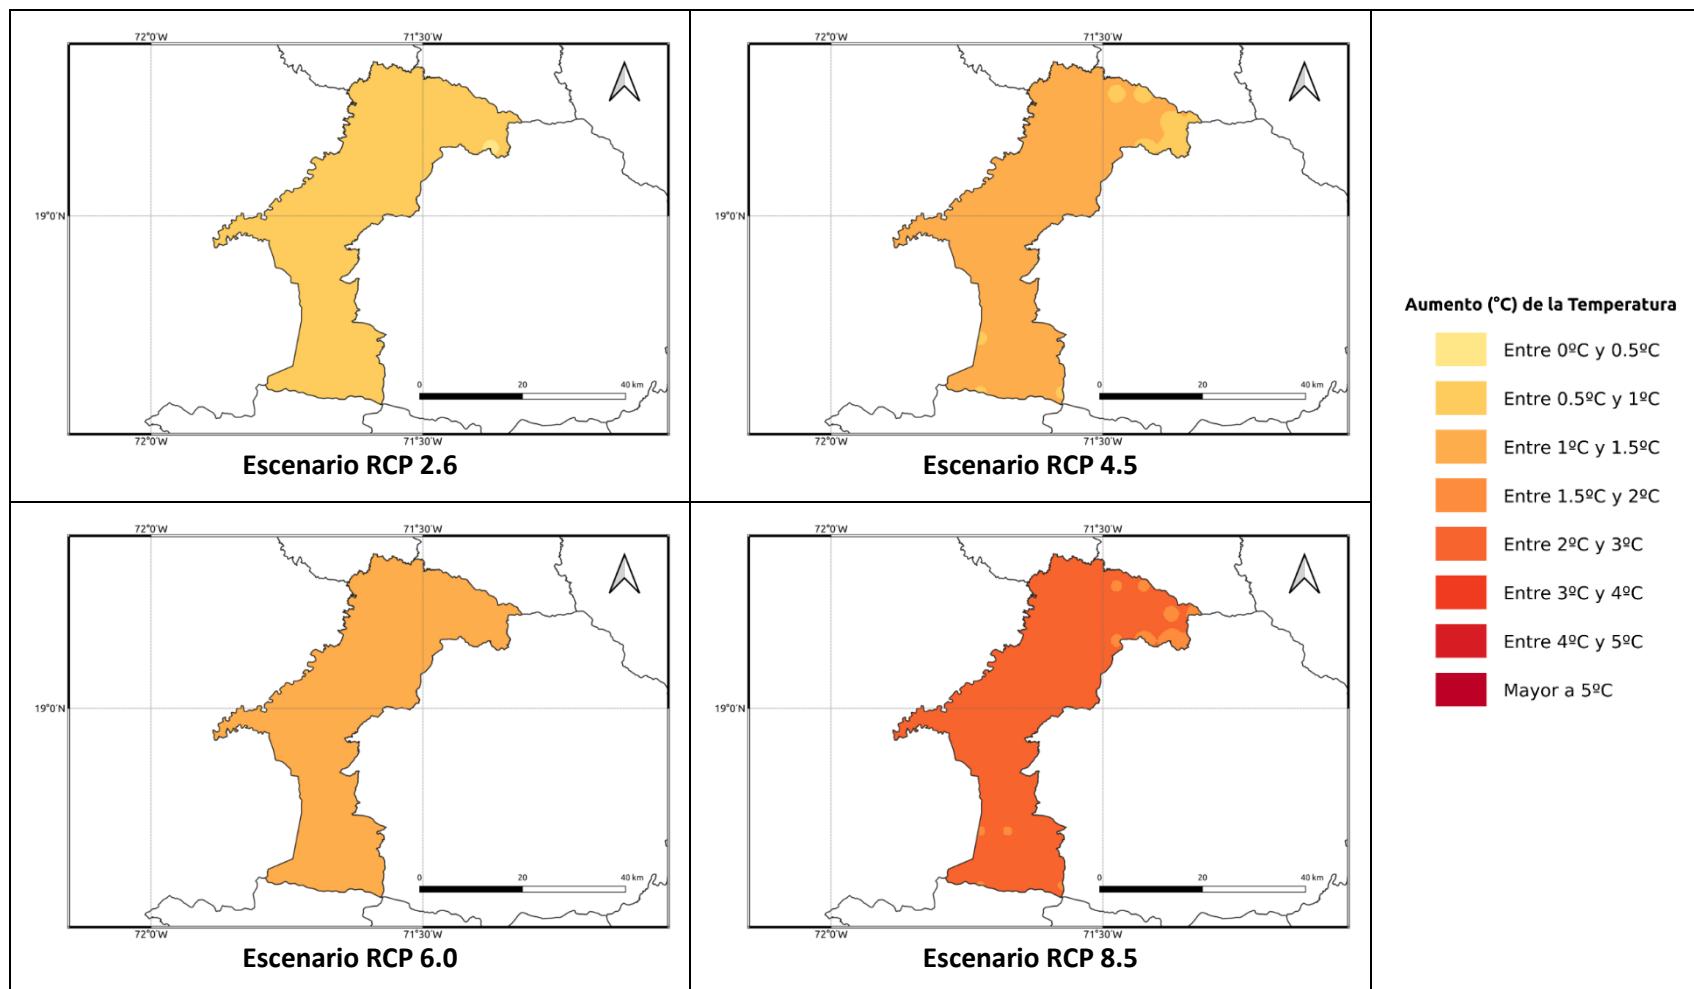 72°0'W 71°30'W
19°0'N
0 20 40 km
72°0'W 71°30'W
Escenario RCP 2.6
72°0'W 71°30'W
19°0'N
0 20 40 km
72°0'W 71°30'W
Escenario RCP 4.5
72°0'W 71°30'W
19°0'N
0 20 40 km
72°0'W 71°30'W
Escenario RCP 6.0
72°0'W 71°30'W
19°0'N
0 20 40 km
72°0'W 71°30'W
Escenario RCP 8.5
Aumento (°C) de la Temperatura
Entre 0ºC y 0.5ºC
Entre 0.5ºC y 1ºC
Entre 1ºC y 1.5ºC
Entre 1.5ºC y 2ºC
Entre 2ºC y 3ºC
Entre 3ºC y 4ºC
Entre 4ºC y 5ºC
Mayor a 5ºC